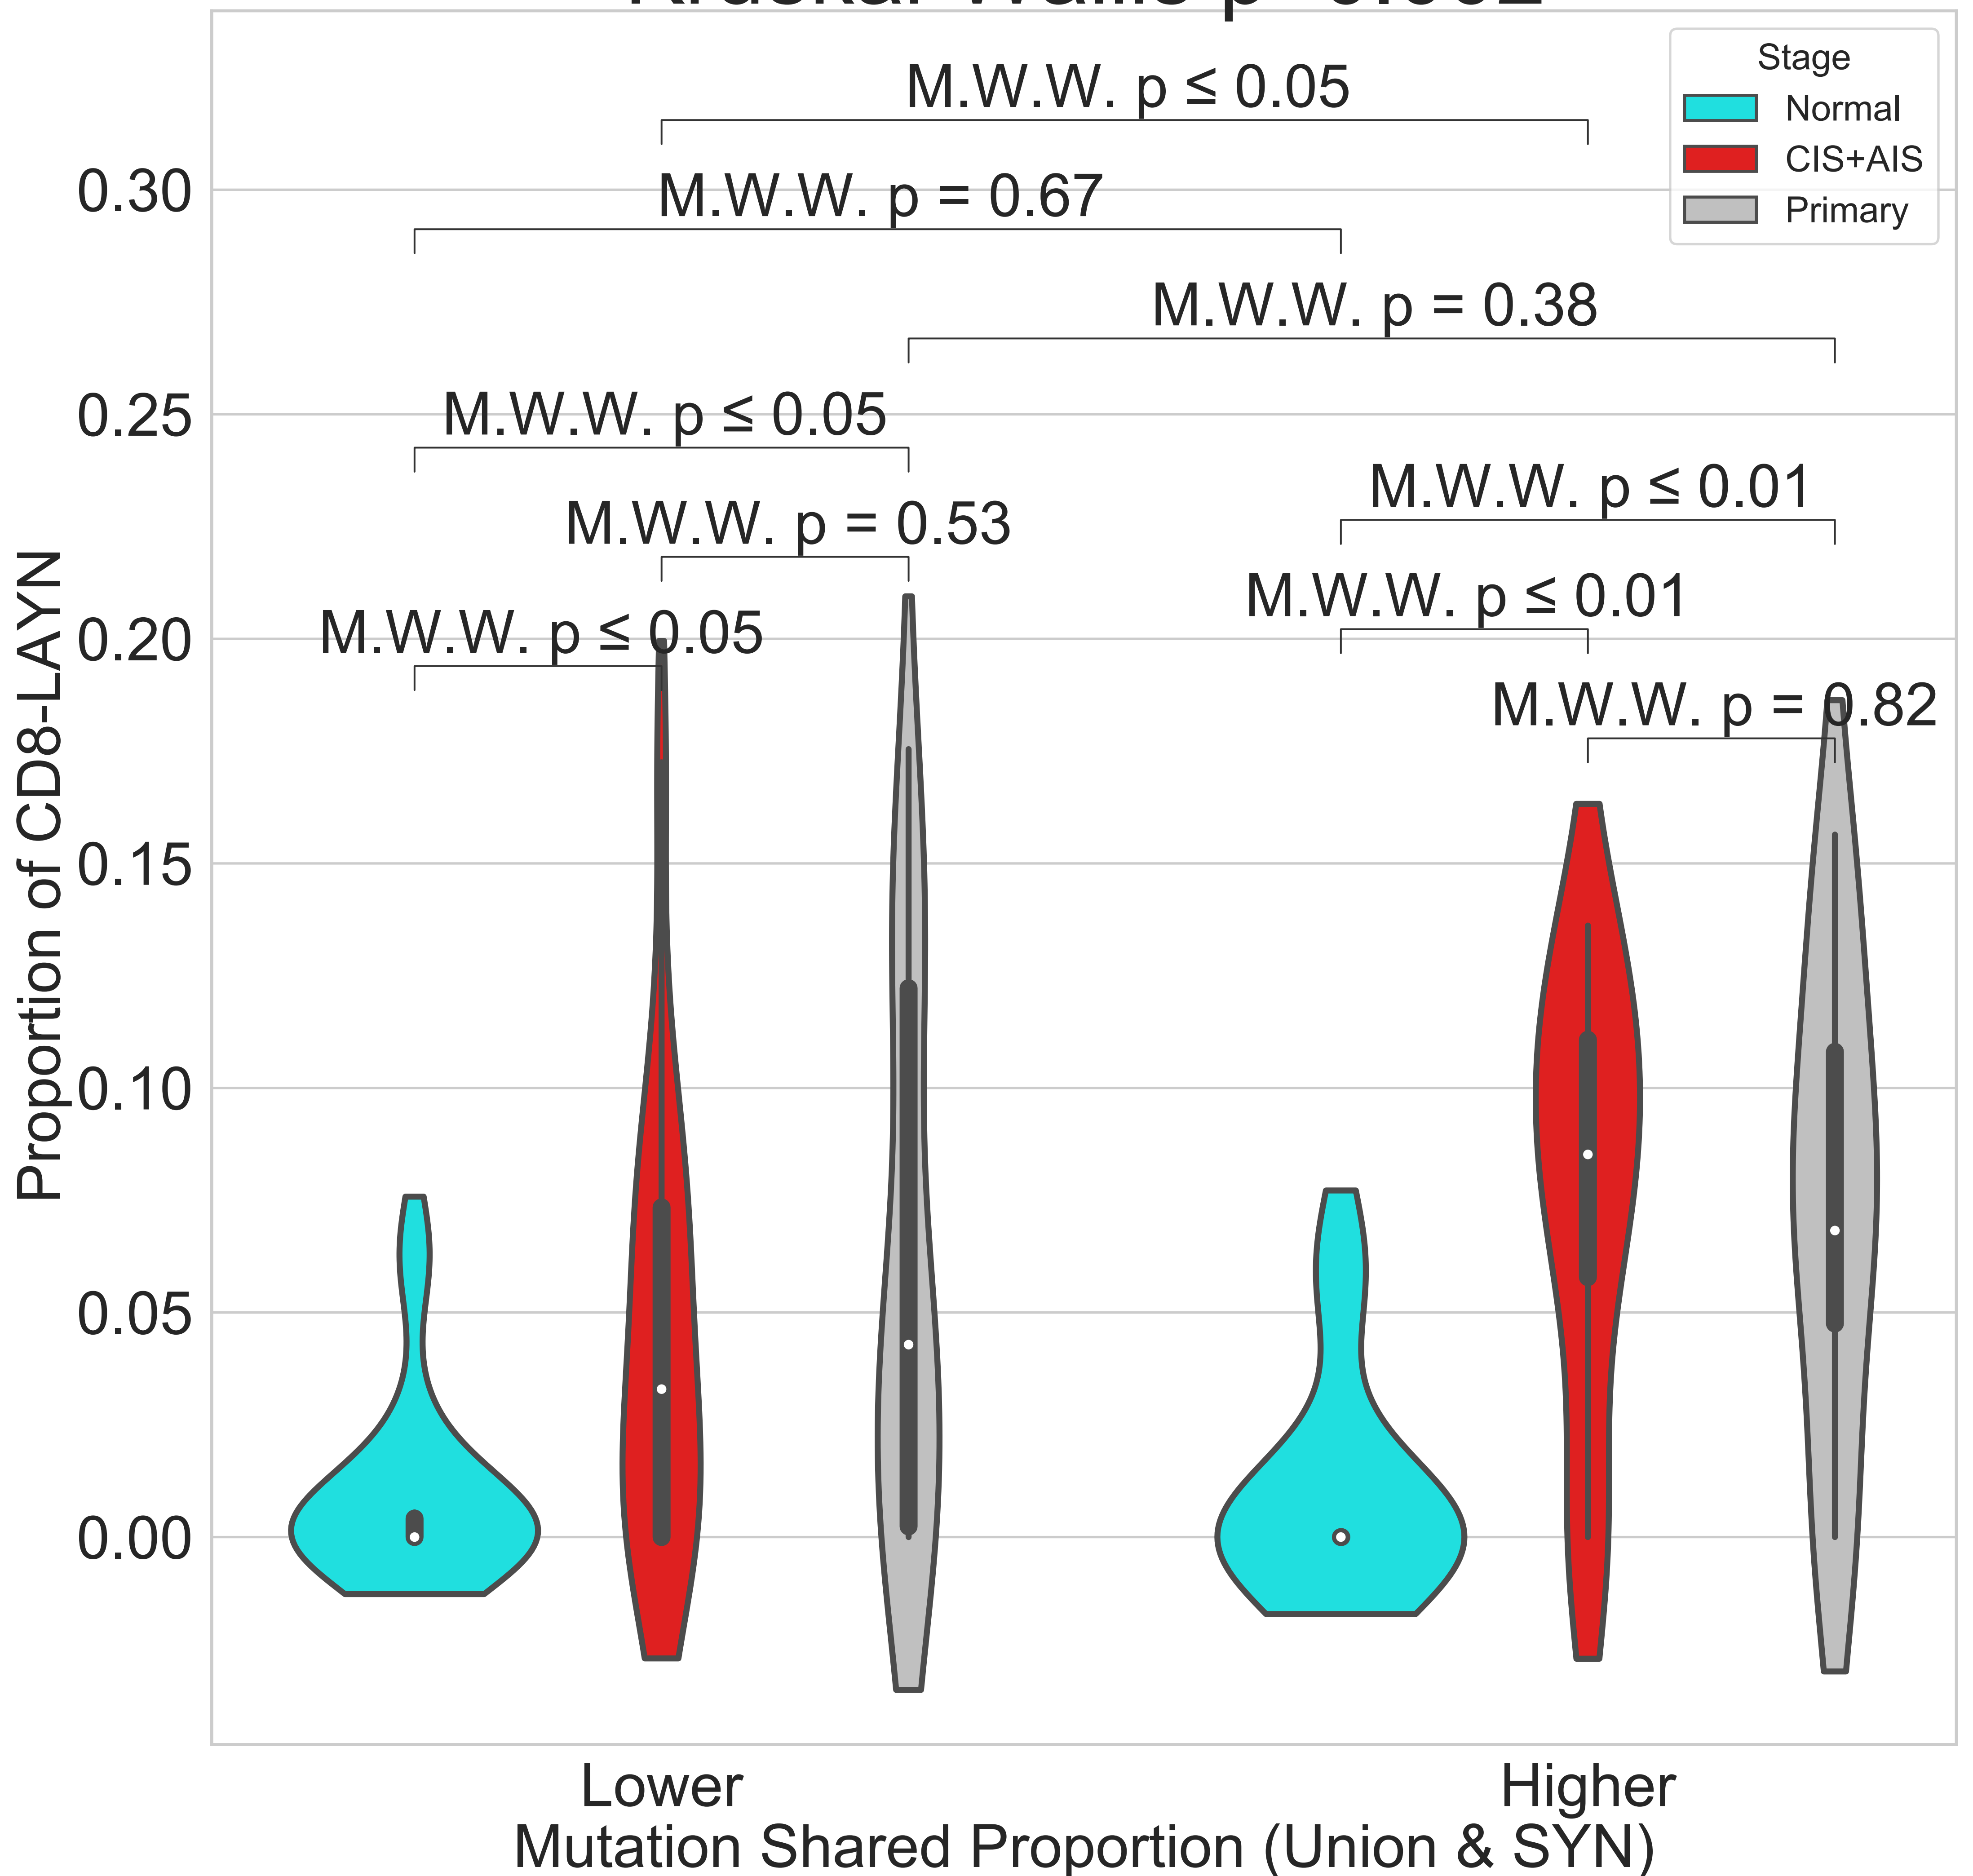 Stage
Normal
CIS+AIS
Primary
M.W.W. p ≤ 0.05
M.W.W. p = 0.67
M.W.W. p = 0.38
M.W.W. p ≤ 0.05
M.W.W. p ≤ 0.01
M.W.W. p = 0.53
M.W.W. p ≤ 0.01
M.W.W. p ≤ 0.05
M.W.W. p = 0.82
0.30
0.25
0.20
0.15
0.10
0.05
0.00
Proportion of CD8-LAYN
Lower
Higher
Mutation Shared Proportion (Union & SYN)